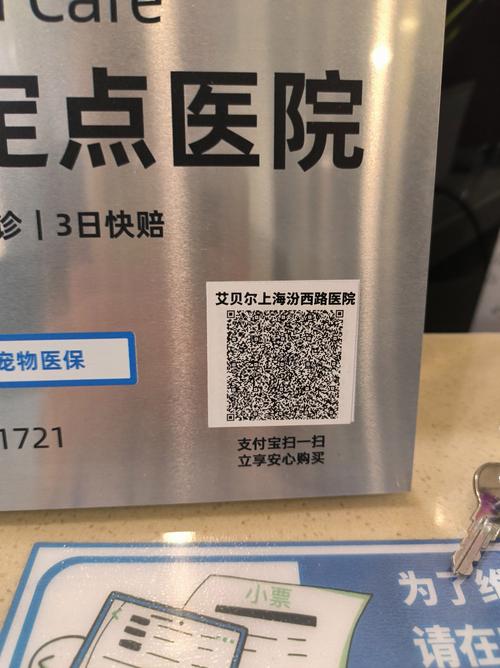 Care
定点医院
诊 | 3日快赔
艾贝尔上海汾西路医院
宠物医保
1721
支付宝扫一扫
立享安心购买
小票
为了维
请在